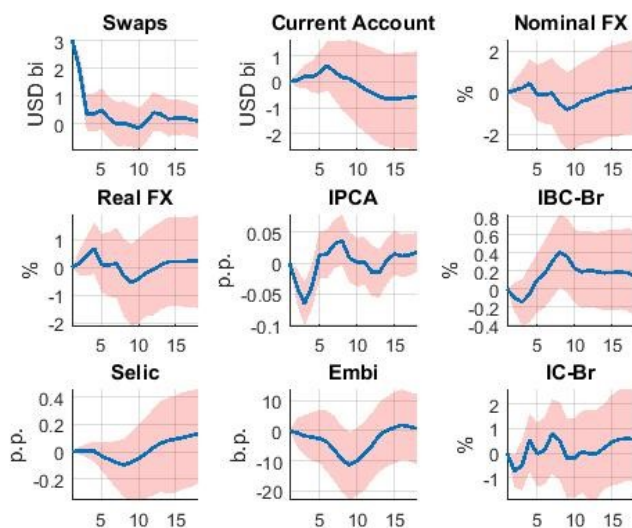 Swaps
USD bi
3
2
1
0
5 10 15
Current Account
USD bi
1
0
-1
-2
5 10 15
Nominal FX
%
2
0
-2
5 10 15
Real FX
%
1
0
-1
-2
5 10 15
IPCA
p.p.
0.05
0
-0.05
-0.1
5 10 15
IBC-Br
%
0.8
0.6
0.4
0.2
0
-0.2
-0.4
5 10 15
Selic
p.p.
0.4
0.2
0
-0.2
5 10 15
Embi
b.p.
10
0
-10
-20
5 10 15
IC-Br
%
2
1
0
-1
5 10 15